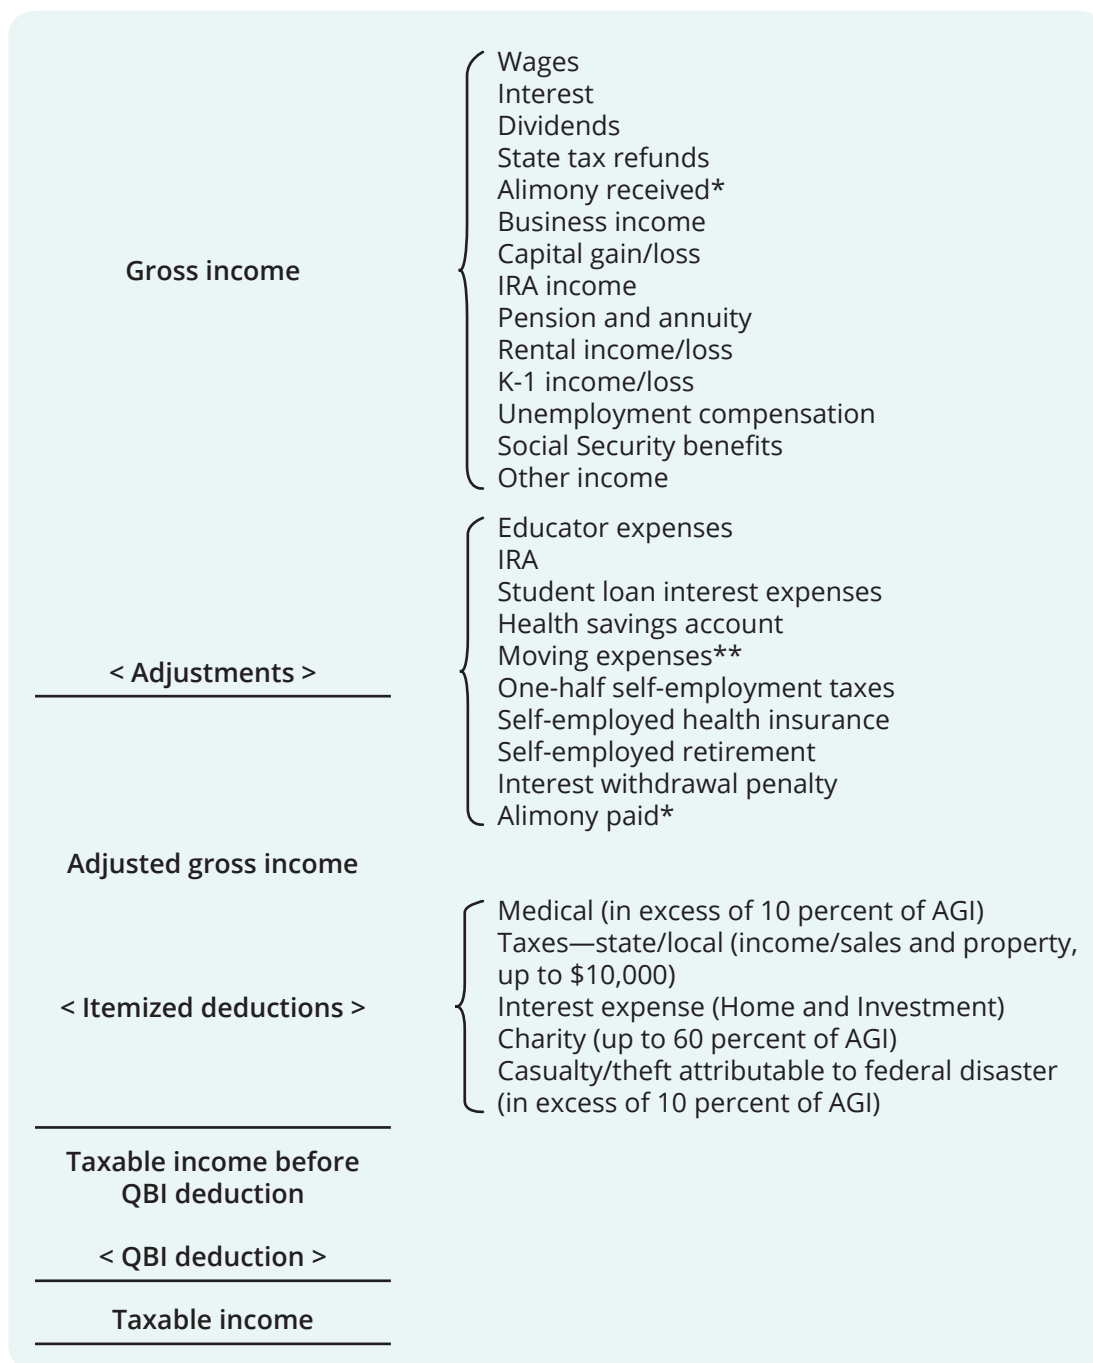 Gross income
Wages
Interest
Dividends
State tax refunds
Alimony received*
Business income
Capital gain/loss
IRA income
Pension and annuity
Rental income/loss
K-1 income/loss
Unemployment compensation
Social Security benefits
Other income
< Adjustments >
Educator expenses
IRA
Student loan interest expenses
Health savings account
Moving expenses**
One-half self-employment taxes
Self-employed health insurance
Self-employed retirement
Interest withdrawal penalty
Alimony paid*
Adjusted gross income
< Itemized deductions >
Medical (in excess of 10 percent of AGI)
Taxes—state/local (income/sales and property,
up to $10,000)
Interest expense (Home and Investment)
Charity (up to 60 percent of AGI)
Casualty/theft attributable to federal disaster
(in excess of 10 percent of AGI)
Taxable income before
QBI deduction
< QBI deduction >
Taxable income